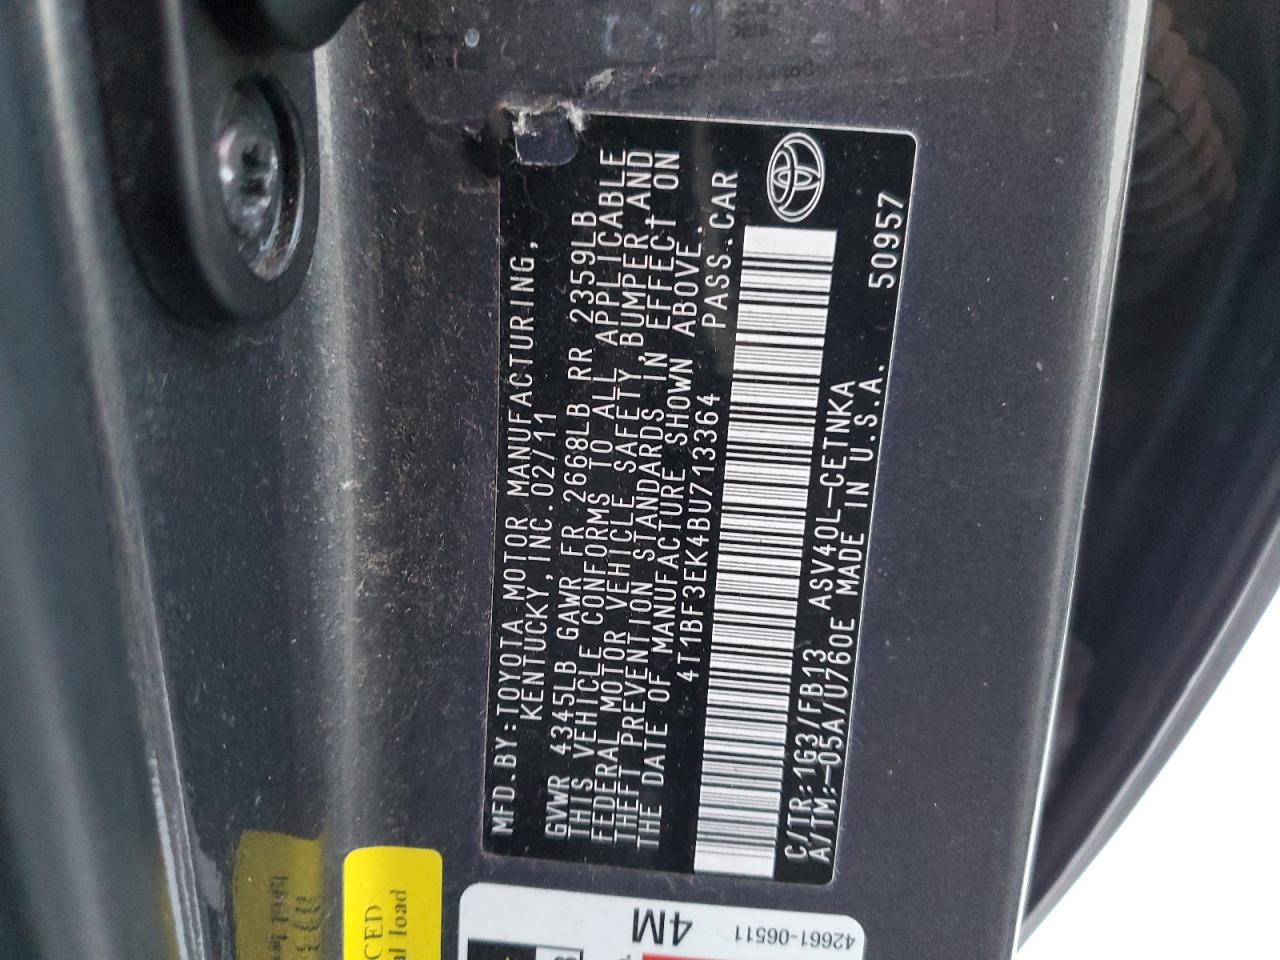 MFD.BY:TOYOTA MOTOR MANUFACTURING,
KENTUCKY,INC.02/11
GVWR 4345LB GAWR FR 2668LB RR 2359LB
THIS VEHICLE CONFORMS TO ALL APPLICABLE
FEDERAL MOTOR VEHICLE SAFETY,BUMPER AND
THEFT PREVENTION STANDARDS IN EFFECT ON
THE DATE OF MANUFACTURE SHOWN ABOVE.
4T1BF3EK4BU713364 PASS.CAR
C/TR:1G3/FB13 ASV40L-CETNKA
A/TM:-05A/U760E MADE IN U.S.A. 50957
4M
42661-06511
CED
al load